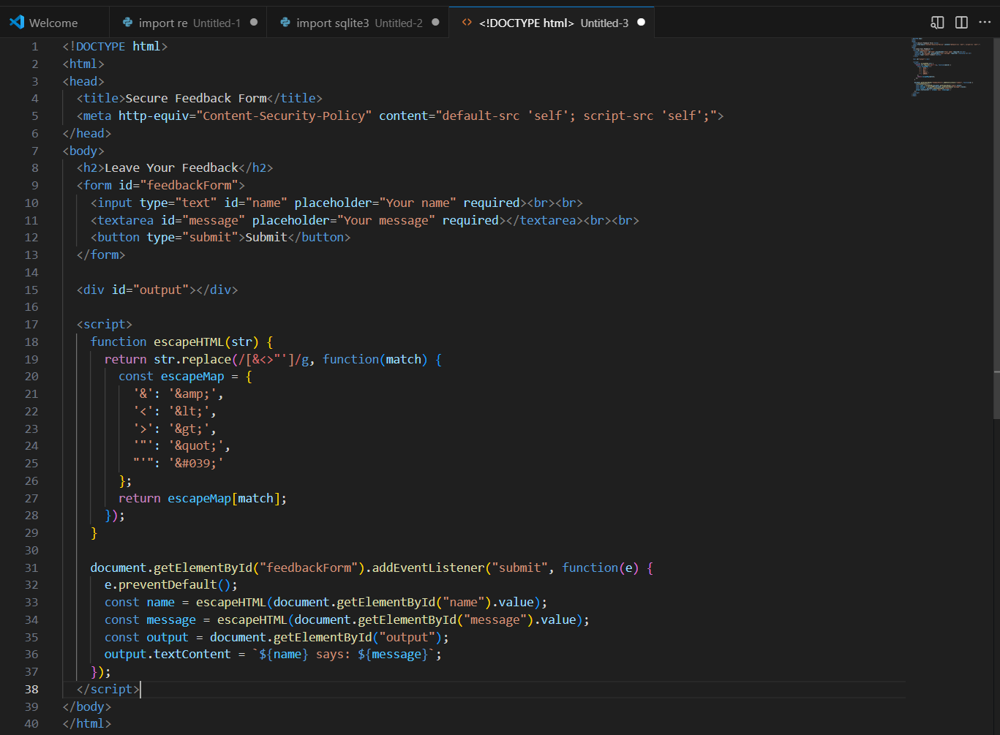 Welcome
import re Untitled-1
import sqlite3 Untitled-2
<!DOCTYPE html> Untitled-3
1 <!DOCTYPE html>
2 <html>
3 <head>
4   <title>Secure Feedback Form</title>
5   <meta http-equiv="Content-Security-Policy" content="default-src 'self'; script-src 'self';">
6 </head>
7 <body>
8   <h2>Leave Your Feedback</h2>
9   <form id="feedbackForm">
10     <input type="text" id="name" placeholder="Your name" required><br><br>
11     <textarea id="message" placeholder="Your message" required></textarea><br><br>
12     <button type="submit">Submit</button>
13   </form>
14
15   <div id="output"></div>
16
17   <script>
18     function escapeHTML(str) {
19       return str.replace(/[&<>"']/g, function(match) {
20         const escapeMap = {
21           '&': '&amp;',
22           '<': '&lt;',
23           '>': '&gt;',
24           '"': '&quot;',
25           "'": '&#039;'
26         };
27         return escapeMap[match];
28       });
29     }
30
31     document.getElementById("feedbackForm").addEventListener("submit", function(e) {
32       e.preventDefault();
33       const name = escapeHTML(document.getElementById("name").value);
34       const message = escapeHTML(document.getElementById("message").value);
35       const output = document.getElementById("output");
36       output.textContent = `${name} says: ${message}`;
37     });
38   </script>
39 </body>
40 </html>